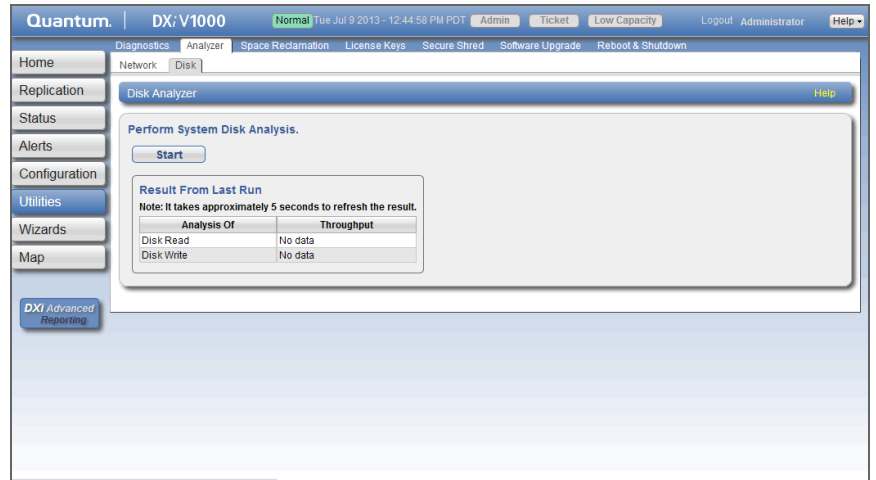 Quantum. DXi V1000 Normal Tue Jul 9 2013 - 12:44:58 PM PDT Admin Ticket Low Capacity Logout Administrator Help
Diagnostics Analyzer Space Reclamation License Keys Secure Shred Software Upgrade Reboot & Shutdown
Network Disk
Home
Replication
Status
Alerts
Configuration
Utilities
Wizards
Map
DXi Advanced
Reporting
Disk Analyzer Help
Perform System Disk Analysis.
Start
Result From Last Run
Note: It takes approximately 5 seconds to refresh the result.
Analysis Of Throughput
Disk Read No data
Disk Write No data